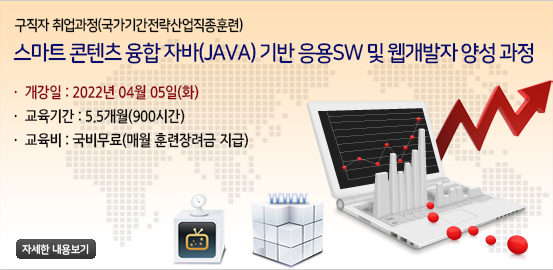 구직자 취업과정(국가기간전략산업직종훈련)
스마트 콘텐츠 융합 자바(JAVA) 기반 응용SW 및 웹개발자 양성 과정
· 개강일 : 2022년 04월 05일(화)
· 교육기간 : 5.5개월(900시간)
· 교육비 : 국비무료(매월 훈련장려금 지급)
WWWW
자세한 내용보기